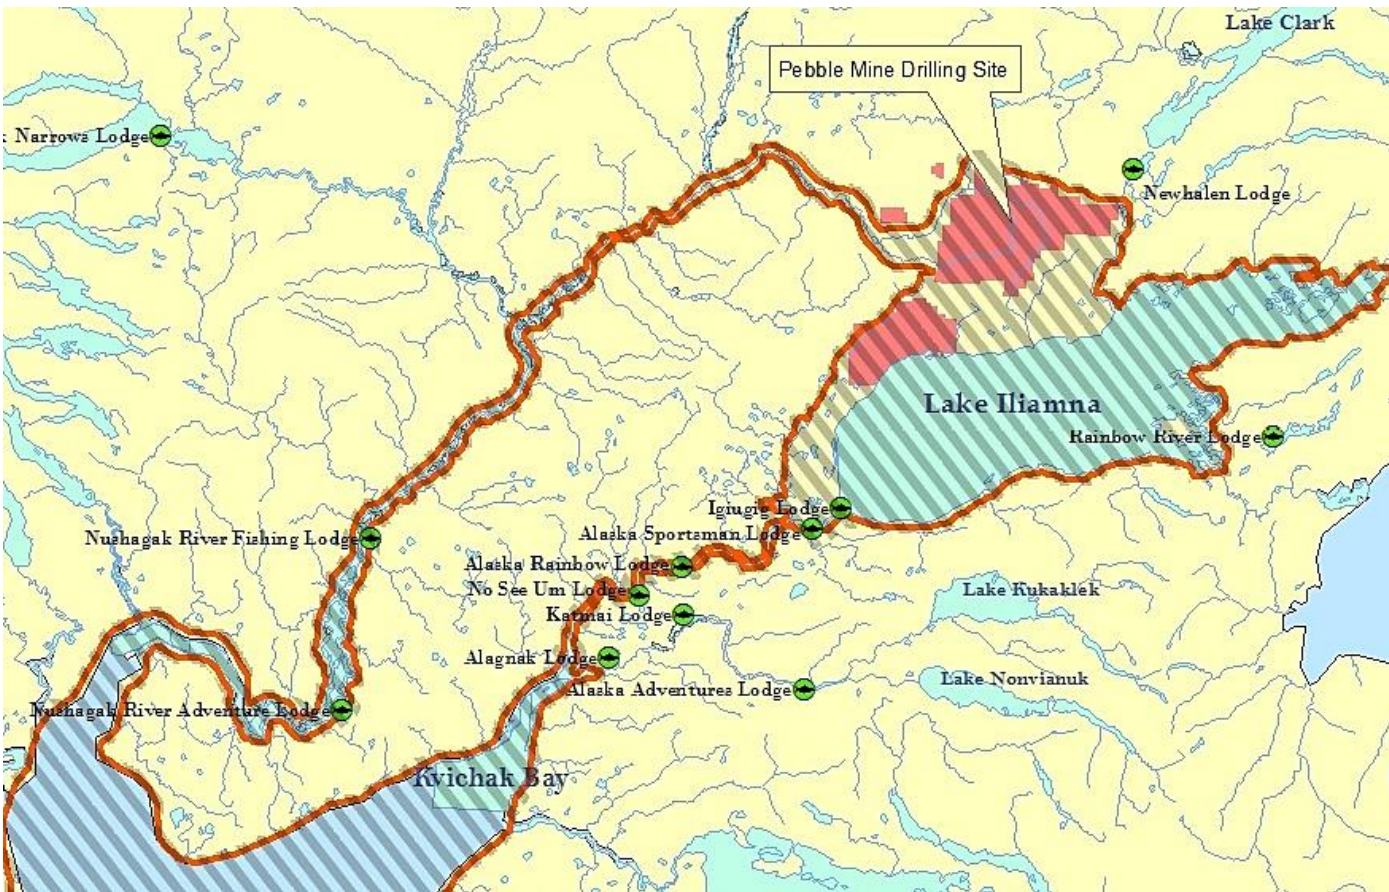 Lake Clark
Pebble Mine Drilling Site
Narrows Lodge
Newhalen Lodge
Lake Iliamna
Rainbow River Lodge
Igiugig Lodge
Alaska Sportsman Lodge
Nushagak River Fishing Lodge
Alaska Rainbow Lodge
No See Um Lodge
Lake Kukaklek
Katmai Lodge
Alagnak Lodge
Lake Nonvianuk
Alaska Adventures Lodge
Nushagak River Adventure Lodge
Kvichak Bay